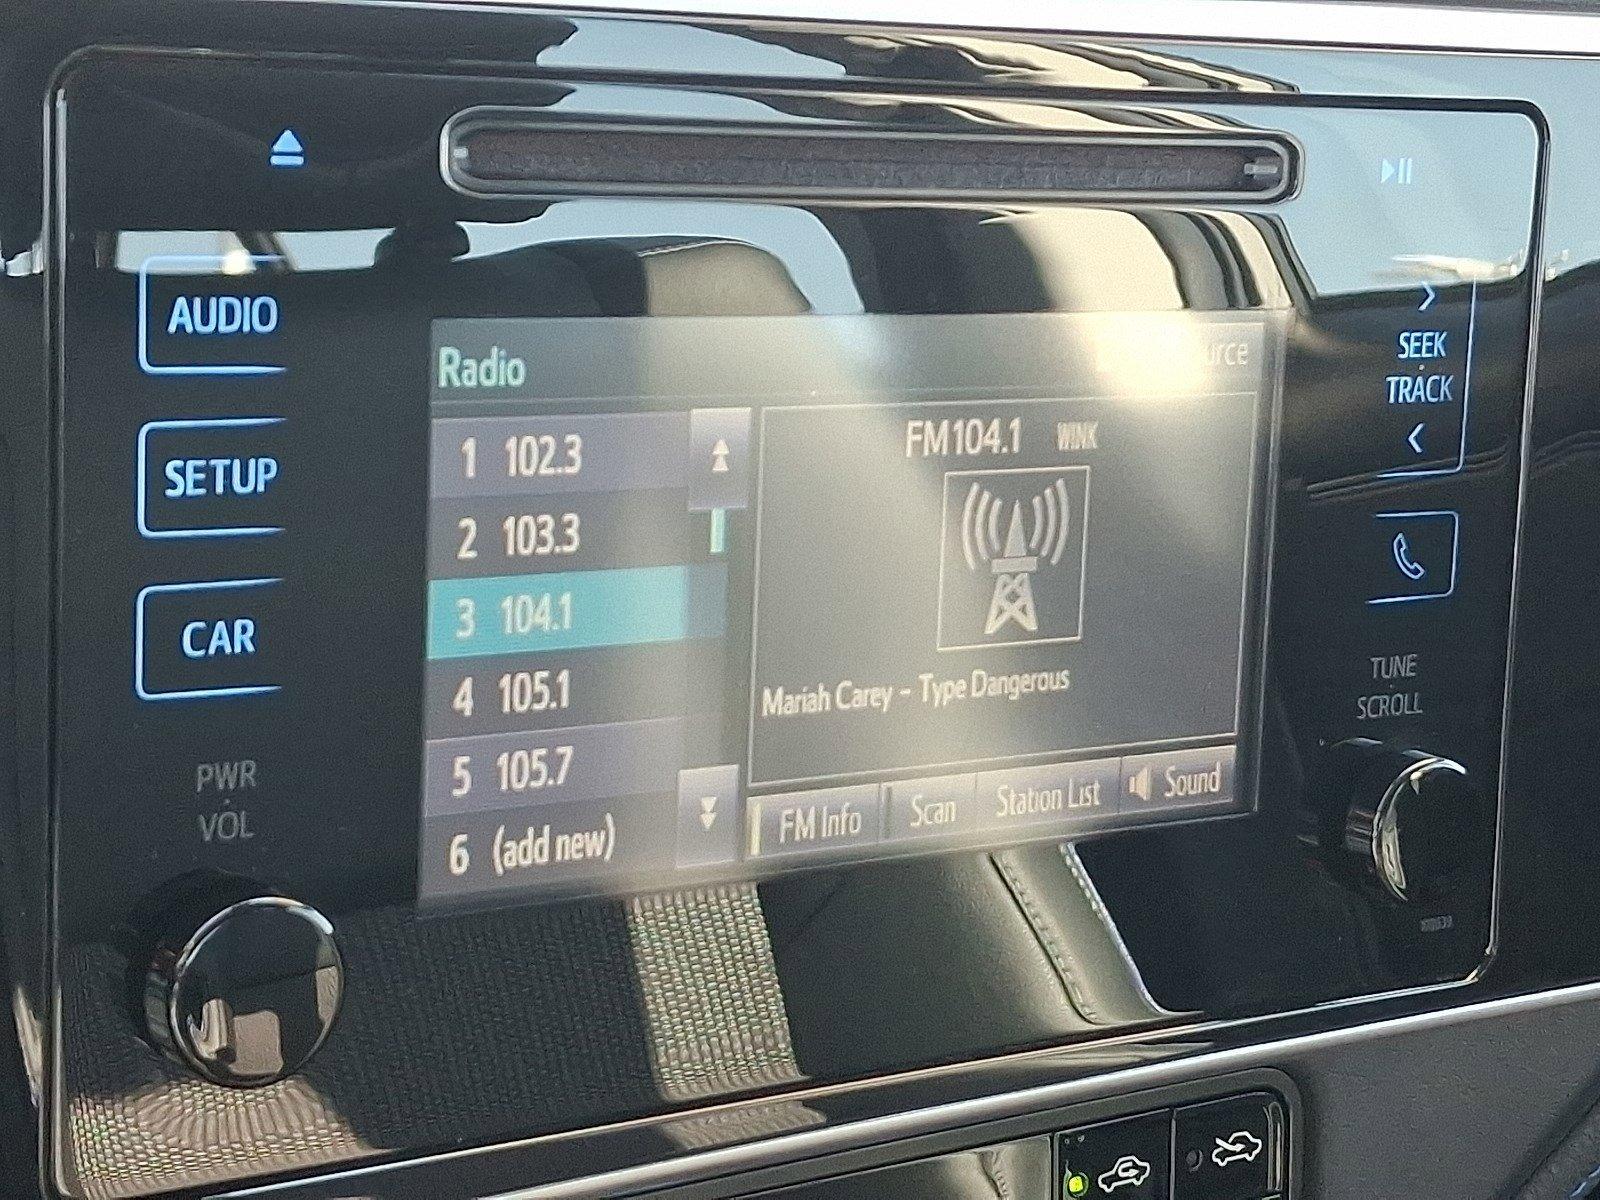 AUDIO
SETUP
CAR
PWR
VOL
Radio
1 102.3
2 103.3
3 104.1
4 105.1
5 105.7
6 (add new)
FM104.1 WINK
Mariah Carey - Type Dangerous
FM Info
Scan
Station List
Sound
SEEK
TRACK
TUNE
SCROLL